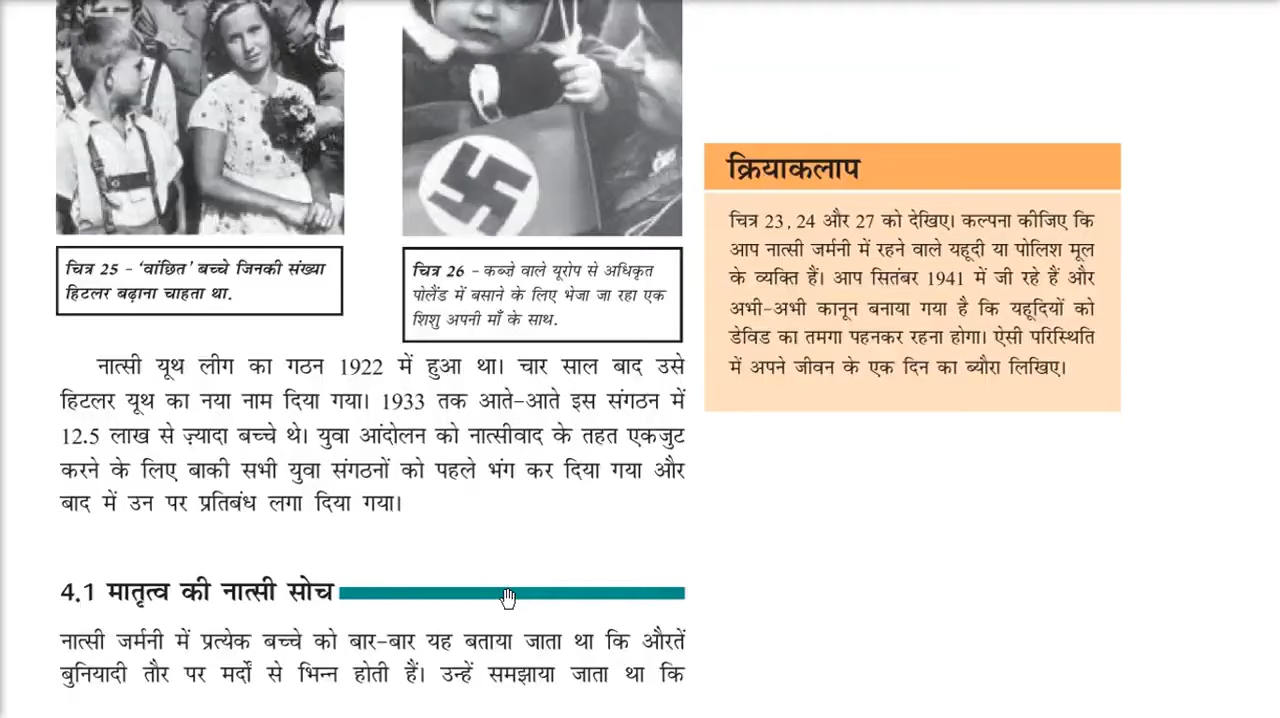 चित्र 25 – ‘वांछित’ बच्चे जिनकी संख्या
हिटलर बढ़ाना चाहता था.
चित्र 26 – कब्ज़े वाले यूरोप से अधिकृत
पोलैंड में बसाने के लिए भेजा जा रहा एक
शिशु अपनी माँ के साथ.
नात्सी यूथ लीग का गठन 1922 में हुआ था। चार साल बाद उसे
हिटलर यूथ का नया नाम दिया गया। 1933 तक आते-आते इस संगठन में
12.5 लाख से ज़्यादा बच्चे थे। युवा आंदोलन को नात्सीवाद के तहत एकजुट
करने के लिए बाकी सभी युवा संगठनों को पहले भंग कर दिया गया और
बाद में उन पर प्रतिबंध लगा दिया गया।
4.1 मातृत्व की नात्सी सोच
नात्सी जर्मनी में प्रत्येक बच्चे को बार-बार यह बताया जाता था कि औरतें
बुनियादी तौर पर मर्दों से भिन्न होती हैं। उन्हें समझाया जाता था कि
क्रियाकलाप
चित्र 23, 24 और 27 को देखिए। कल्पना कीजिए कि
आप नात्सी जर्मनी में रहने वाले यहूदी या पोलिश मूल
के व्यक्ति हैं। आप सितंबर 1941 में जी रहे हैं और
अभी-अभी कानून बनाया गया है कि यहूदियों को
डेविड का तमगा पहनकर रहना होगा। ऐसी परिस्थिति
में अपने जीवन के एक दिन का ब्यौरा लिखिए।